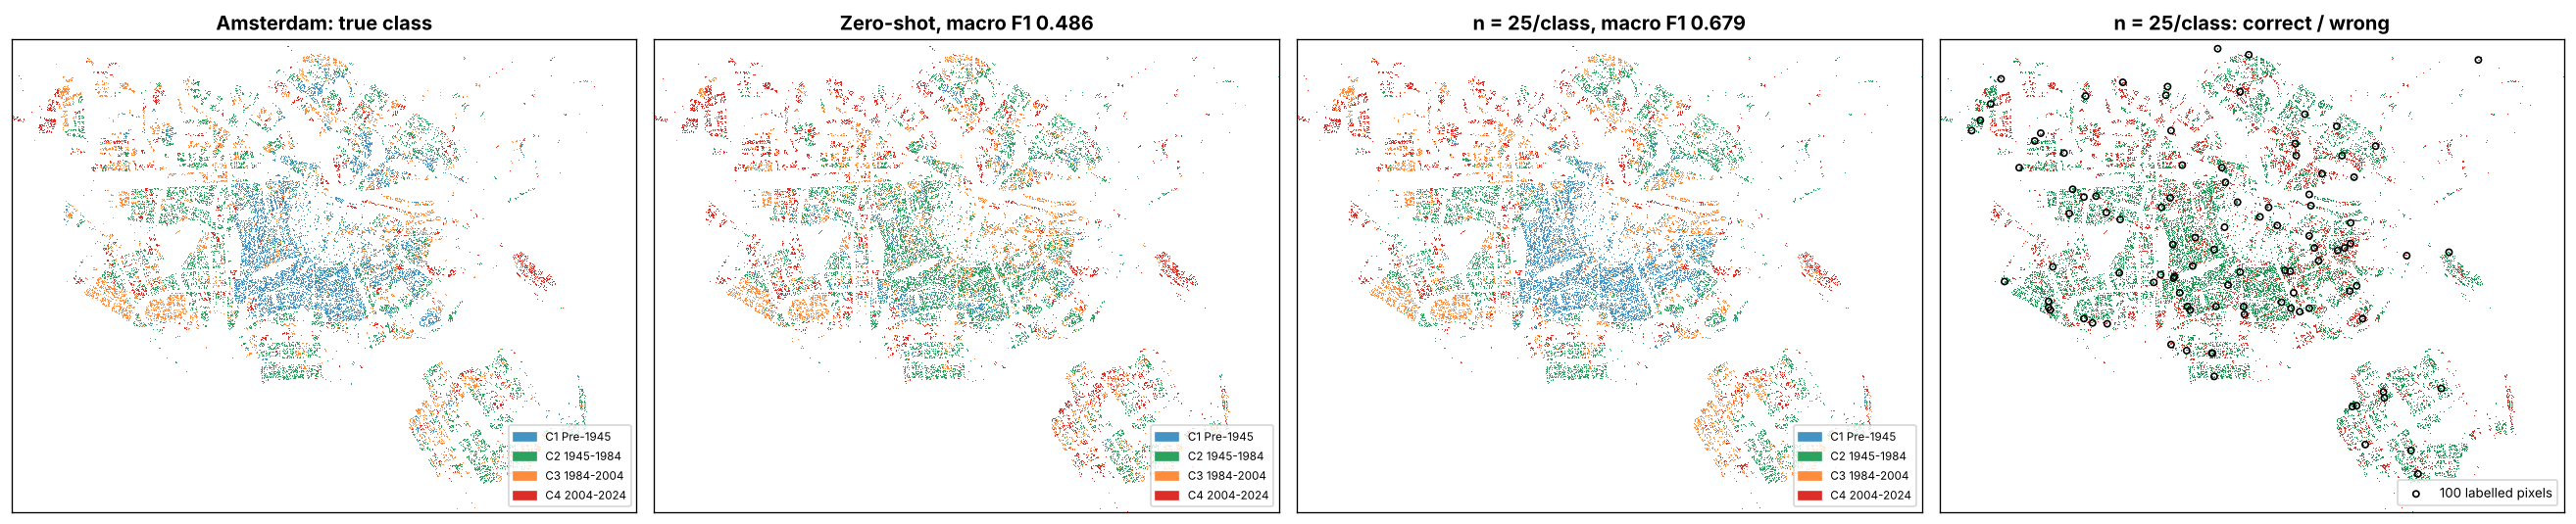 Amsterdam: true class
Zero-shot, macro F1 0.486
n = 25/class, macro F1 0.679
n = 25/class: correct / wrong
C1 Pre-1945
C2 1945-1984
C3 1984-2004
C4 2004-2024
C1 Pre-1945
C2 1945-1984
C3 1984-2004
C4 2004-2024
C1 Pre-1945
C2 1945-1984
C3 1984-2004
C4 2004-2024
100 labelled pixels